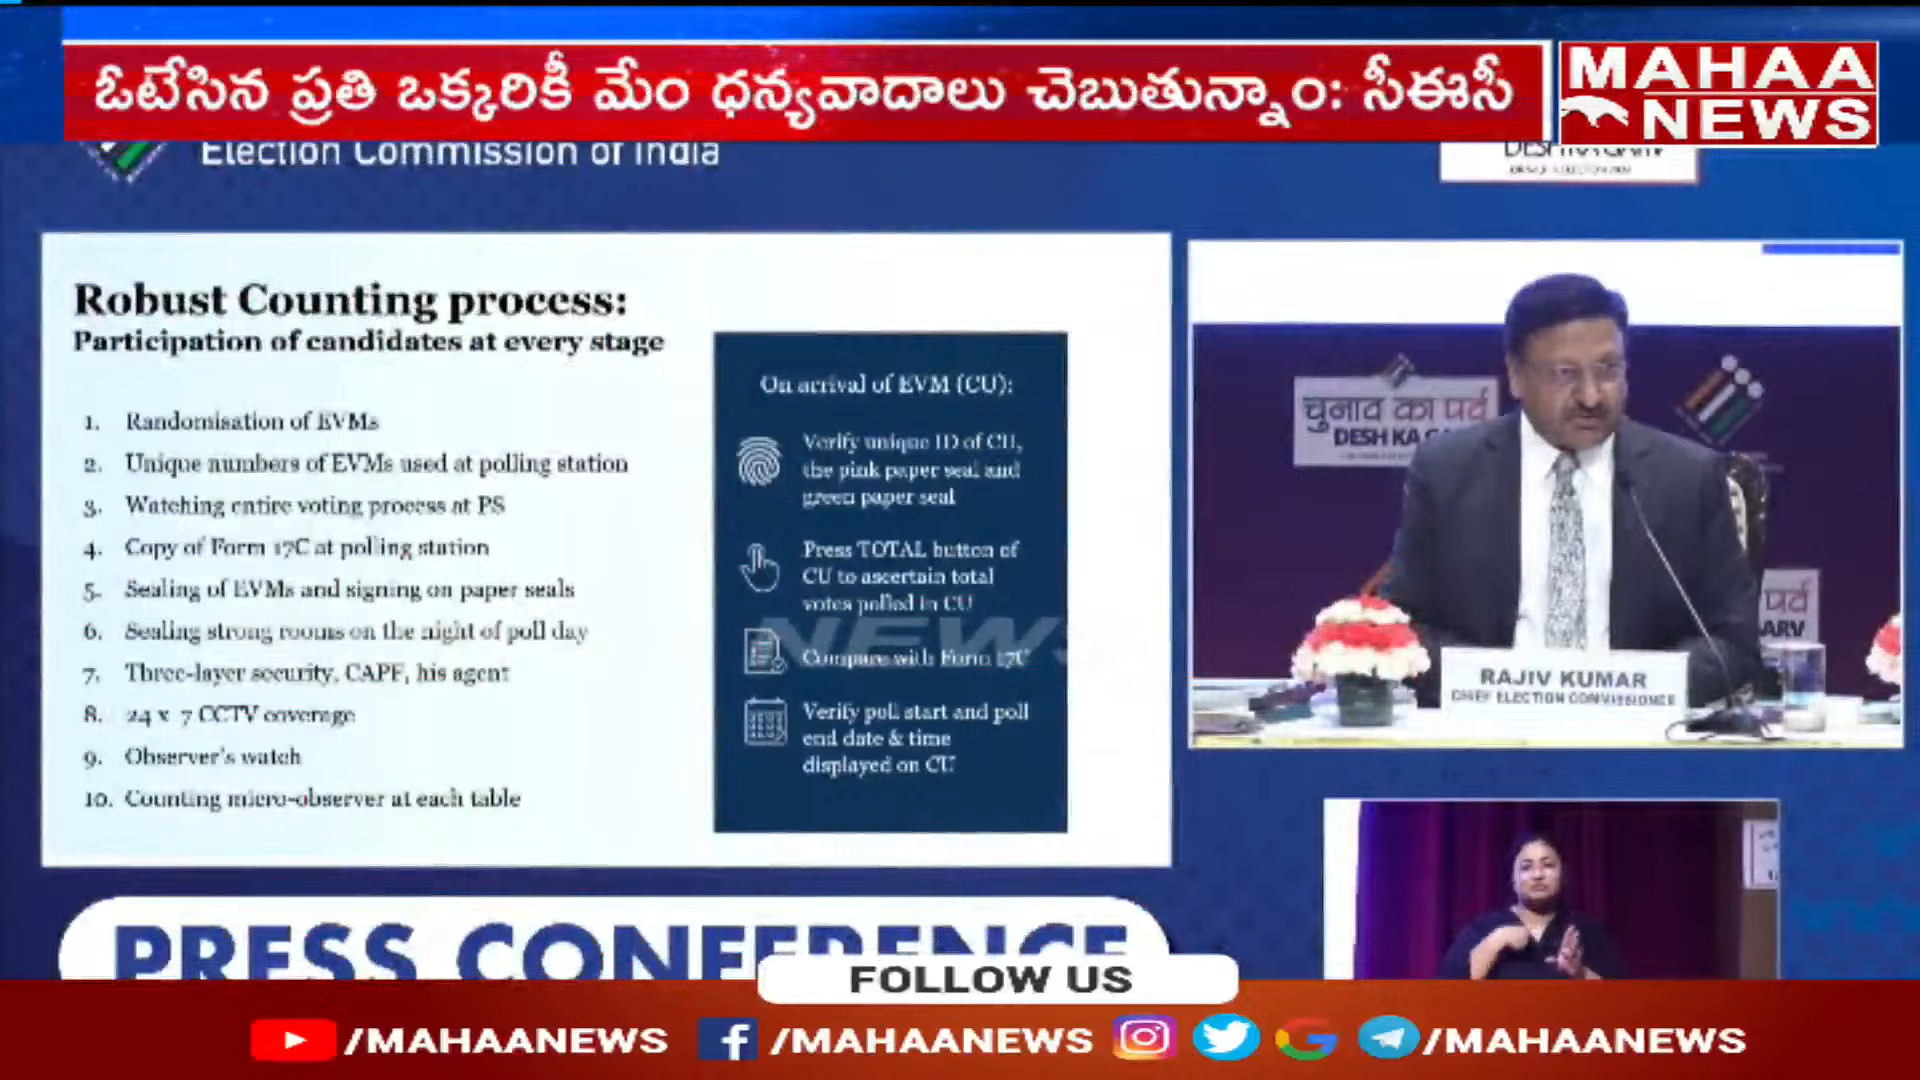 ఓటేసిన ప్రతి ఒక్కరికీ మేం ధన్యవాదాలు చెబుతున్నాం: సీఈసీ
MAHAA
NEWS
Election Commission of India
Robust Counting process:
Participation of candidates at every stage
1. Randomisation of EVMs
2. Unique numbers of EVMs used at polling station
3. Watching entire voting process at PS
4. Copy of Form 17C at polling station
5. Sealing of EVMs and signing on paper seals
6. Sealing strong rooms on the night of poll day
7. Three-layer security, CAPF, his agent
8. 24 x 7 CCTV coverage
9. Observer's watch
10. Counting micro-observer at each table
On arrival of EVM (CU):
Verify unique ID of CU,
the pink paper seal and
green paper seal
Press TOTAL button of
CU to ascertain total
votes polled in CU
Compare with Form 17C
Verify poll start and poll
end date & time
displayed on CU
NEWS
चुनाव का पर्व
DESH KA
पर्व
ARV
RAJIV KUMAR
CHIEF ELECTION COMMISSIONER
PRESS CONFERENCE
FOLLOW US
/MAHAANEWS
/MAHAANEWS
/MAHAANEWS